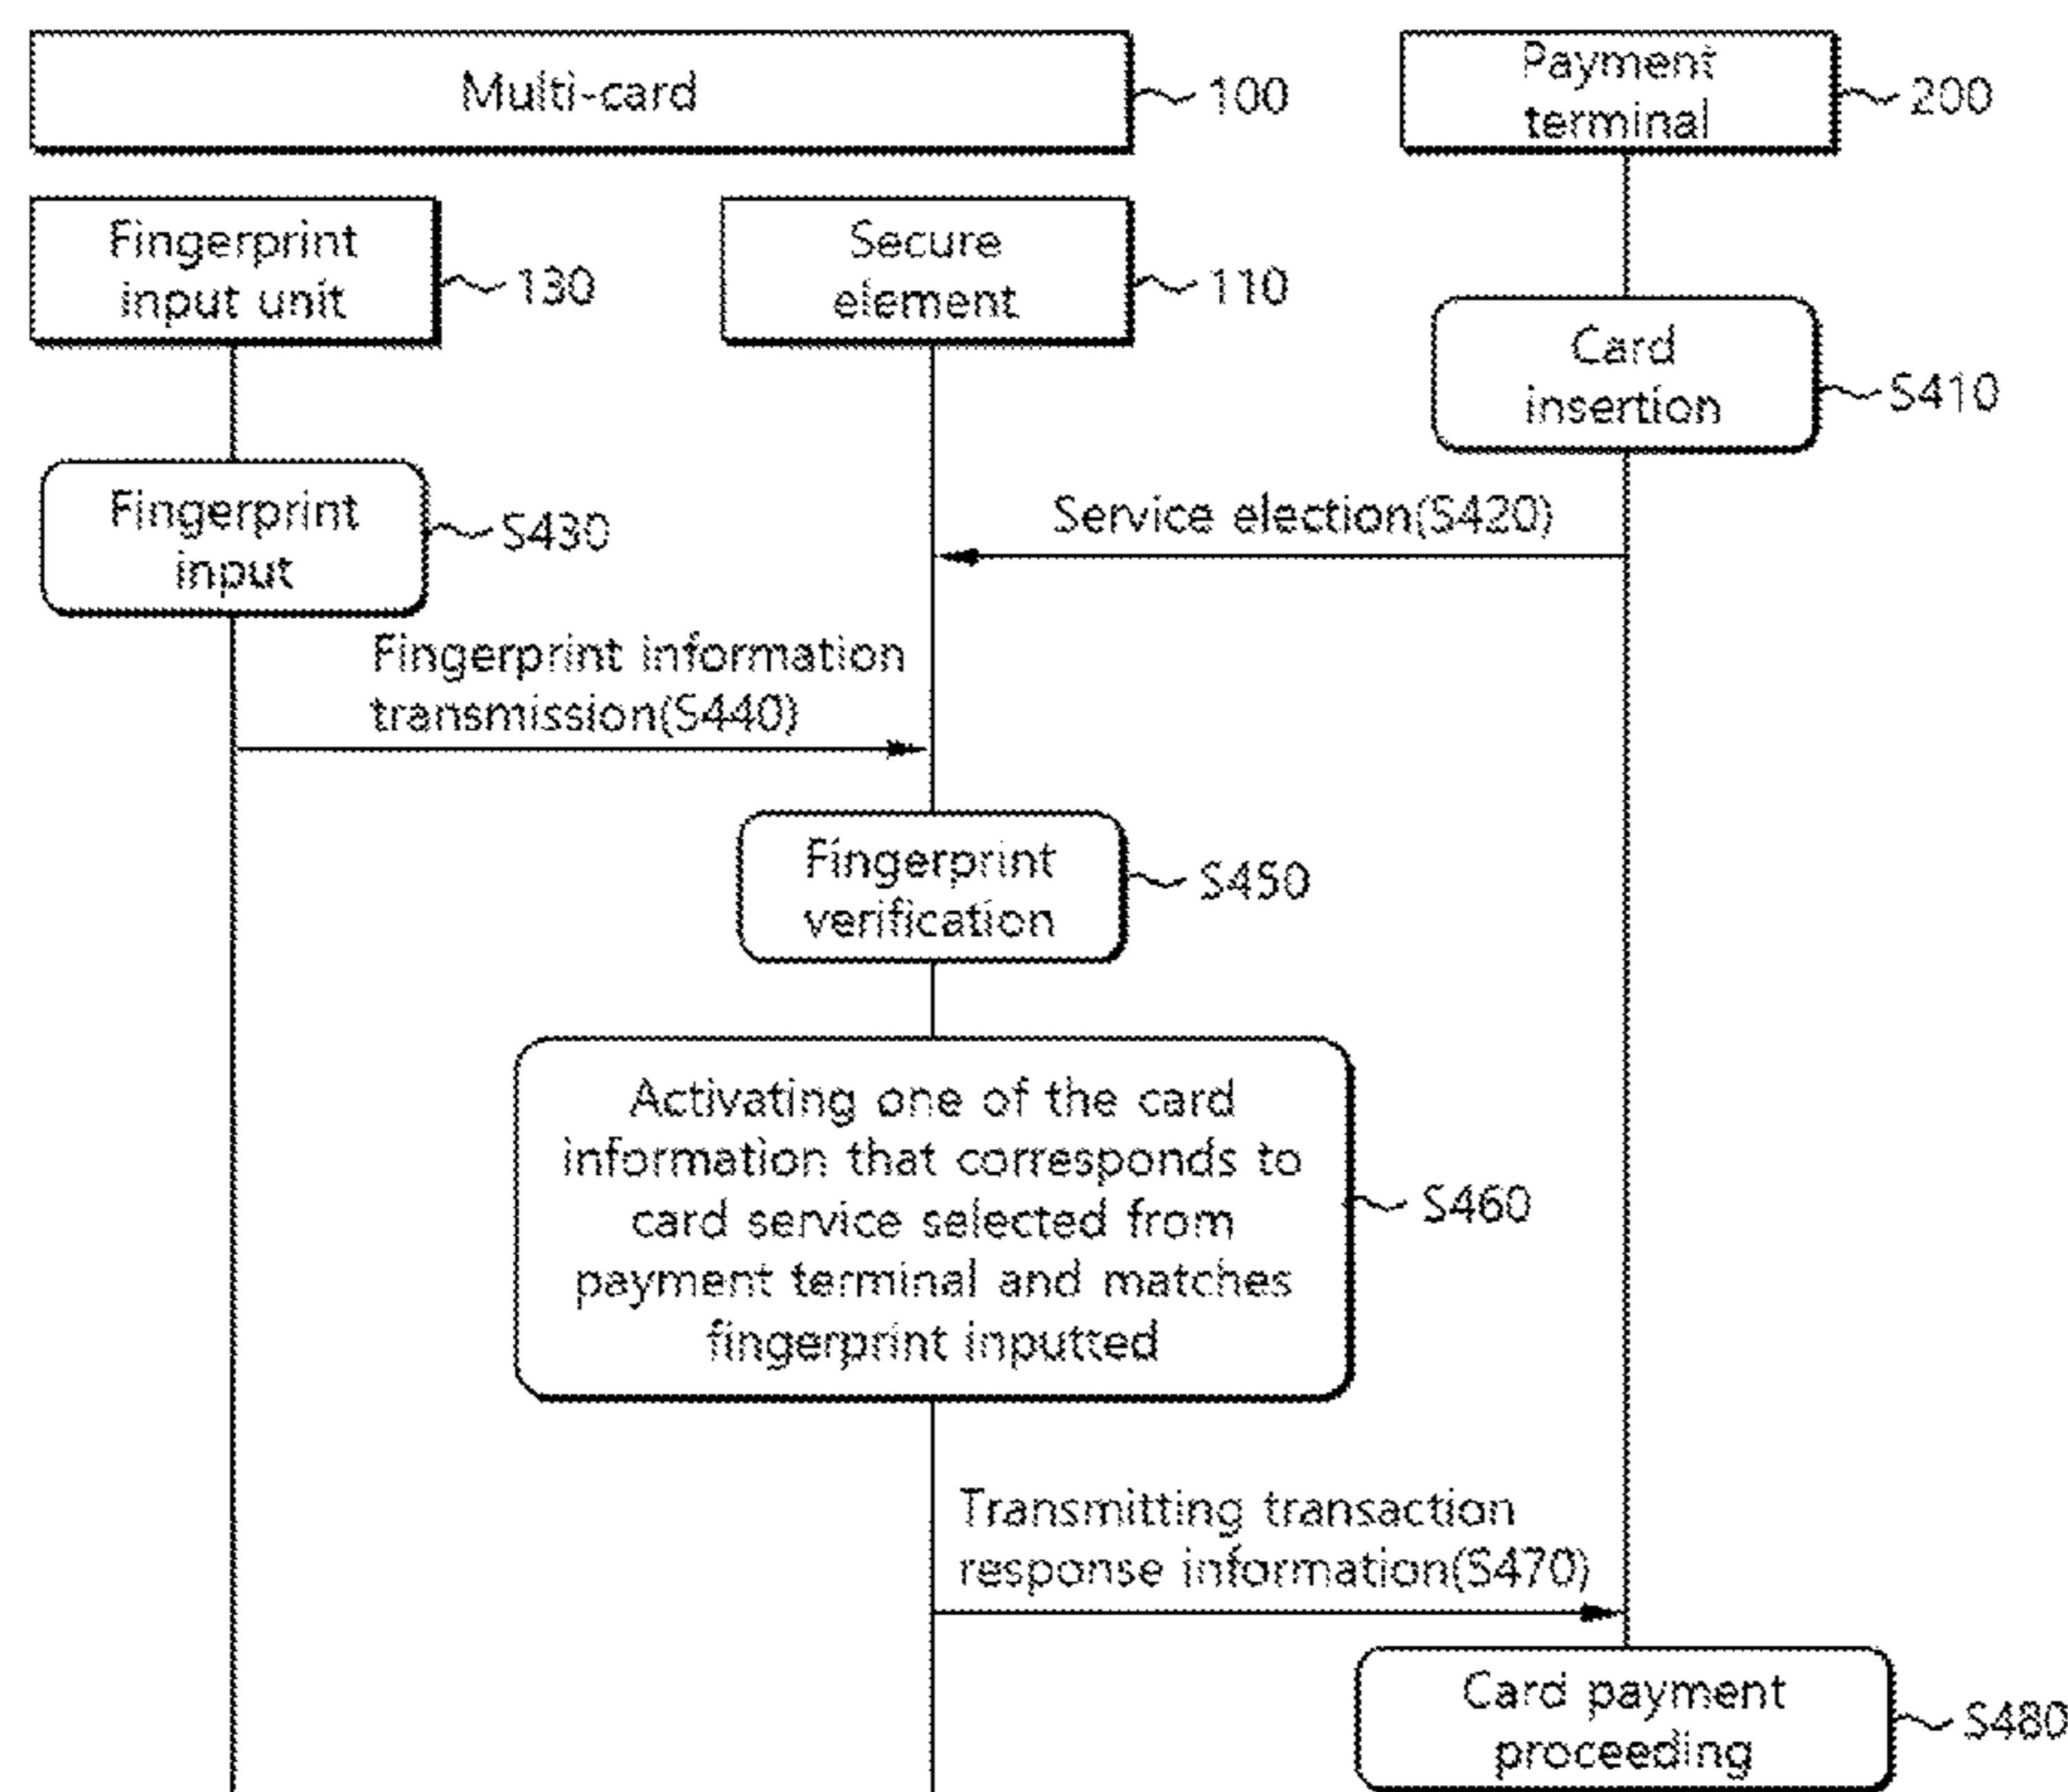 Multi-card
100
Payment
terminal
200
Fingerprint
input unit
130
Secure
element
110
Card
insertion
S410
Fingerprint
input
S430
Service election(S420)
Fingerprint information
transmission(S440)
Fingerprint
verification
S450
Activating one of the card
information that corresponds to
card service selected from
payment terminal and matches
fingerprint inputted
S460
Transmitting transaction
response information(S470)
Card payment
proceeding
S480